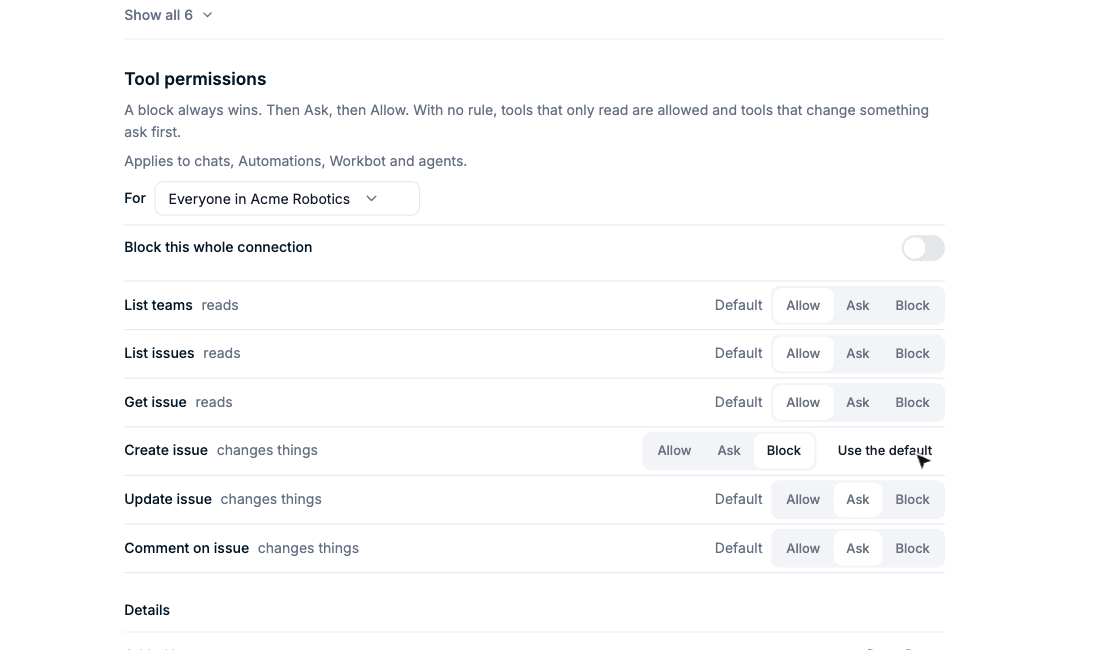 Show all 6
Tool permissions
A block always wins. Then Ask, then Allow. With no rule, tools that only read are allowed and tools that change something
ask first.
Applies to chats, Automations, Workbot and agents.
For Everyone in Acme Robotics
Block this whole connection
List teams reads Default Allow Ask Block
List issues reads Default Allow Ask Block
Get issue reads Default Allow Ask Block
Create issue changes things Allow Ask Block Use the default
Update issue changes things Default Allow Ask Block
Comment on issue changes things Default Allow Ask Block
Details